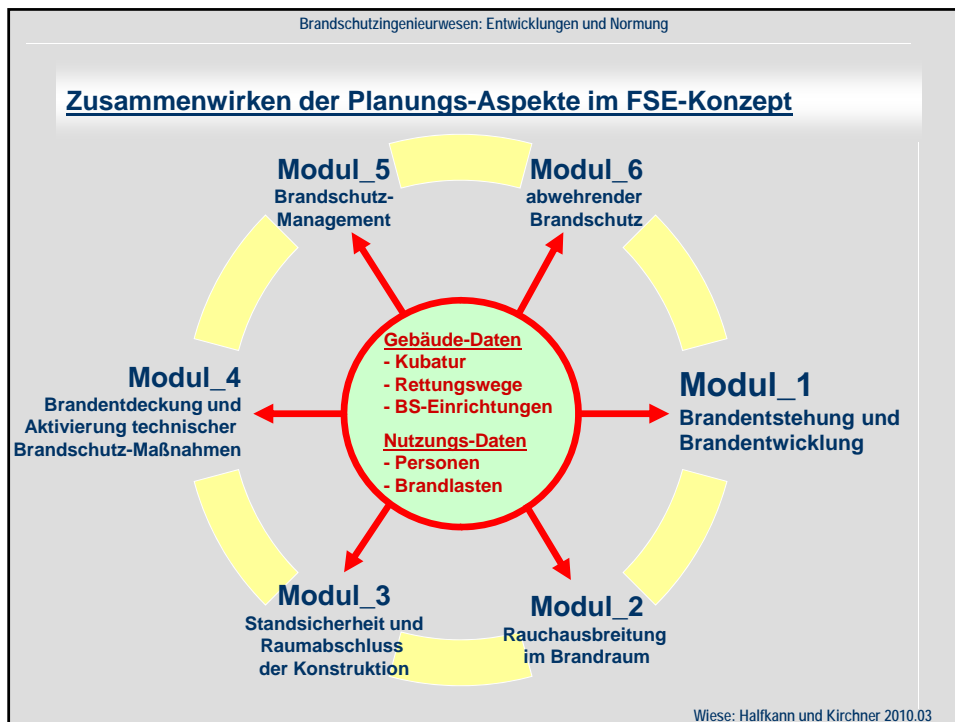 Brandschutzingenieurwesen: Entwicklungen und Normung
Zusammenwirken der Planungs-Aspekte im FSE-Konzept
Modul_5
Brandschutz-
Management
Modul_6
abwehrender
Brandschutz
Gebäude-Daten
- Kubatur
- Rettungswege
- BS-Einrichtungen
Nutzungs-Daten
- Personen
- Brandlasten
Modul_4
Brandentdeckung und
Aktivierung technischer
Brandschutz-Maßnahmen
Modul_1
Brandentstehung und
Brandentwicklung
Modul_3
Standsicherheit und
Raumabschluss
der Konstruktion
Modul_2
Rauchausbreitung
im Brandraum
Wiese: Halfkann und Kirchner 2010.03